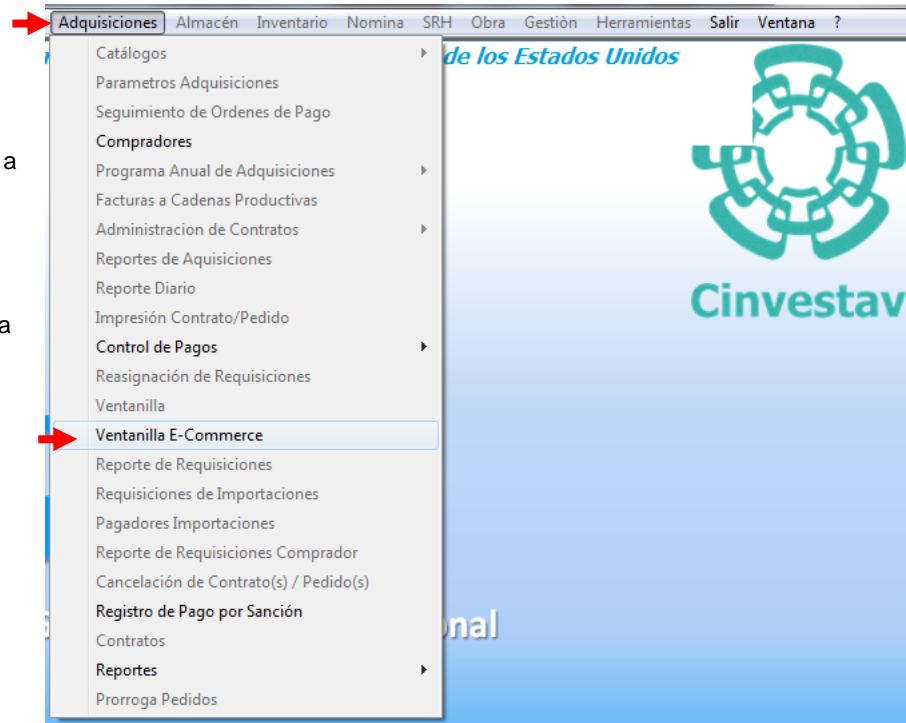 Adquisiciones Almacén Inventario Nomina SRH Obra Gestiòn Herramientas Salir Ventana ?
de los Estados Unidos
Catálogos
Parametros Adquisiciones
Seguimiento de Ordenes de Pago
Compradores
a
Programa Anual de Adquisiciones
Facturas a Cadenas Productivas
Administracion de Contratos
Reportes de Aquisiciones
Reporte Diario
Cinvestav
Impresión Contrato/Pedido
a
Control de Pagos
Reasignación de Requisiciones
Ventanilla
Ventanilla E-Commerce
Reporte de Requisiciones
Requisiciones de Importaciones
Pagadores Importaciones
Reporte de Requisiciones Comprador
Cancelación de Contrato(s) / Pedido(s)
Registro de Pago por Sanción
nal
Contratos
Reportes
Prorroga Pedidos